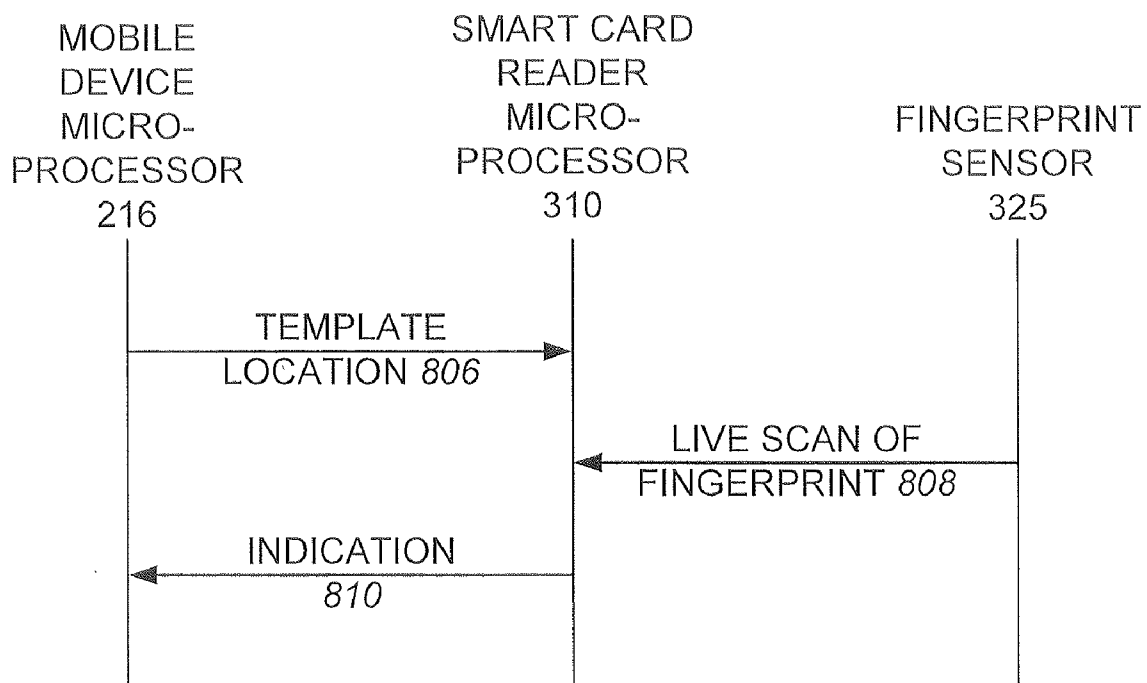 MOBILE
DEVICE
MICRO-
PROCESSOR
216
SMART CARD
READER
MICRO-
PROCESSOR
310
FINGERPRINT
SENSOR
325
TEMPLATE
LOCATION 806
LIVE SCAN OF
FINGERPRINT 808
INDICATION
810